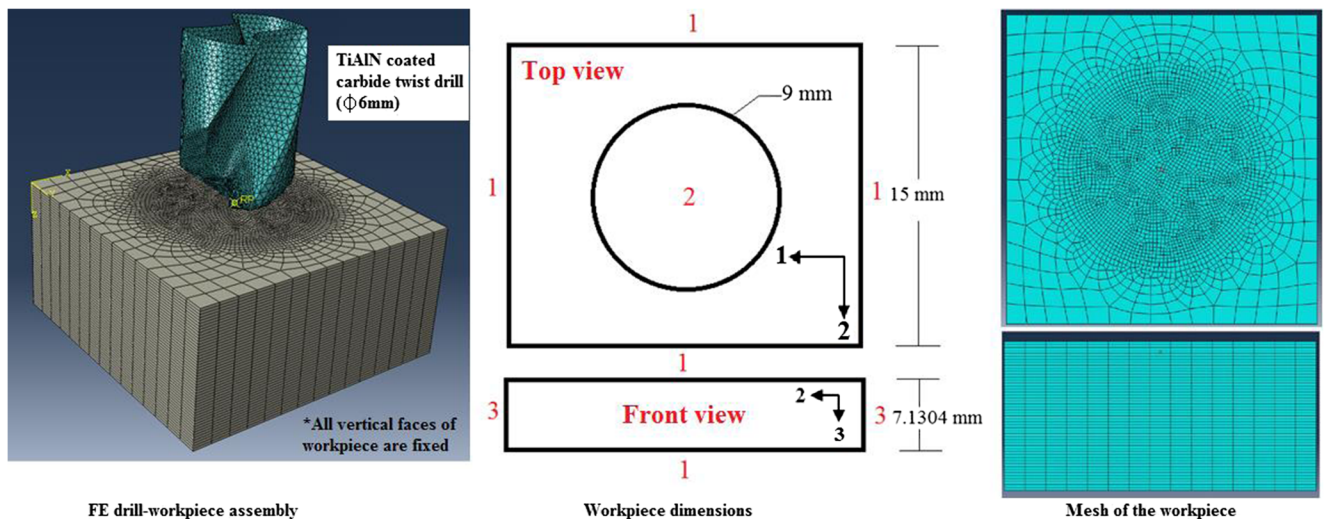 TiAlN coated
carbide twist drill
(ϕ6mm)
X
Y
Z
RP
*All vertical faces of
workpiece are fixed
FE drill-workpiece assembly
1
Top view
9 mm
1
2
1
15 mm
1
2
1
3
Front view
2
3
3
7.1304 mm
1
Workpiece dimensions
Mesh of the workpiece